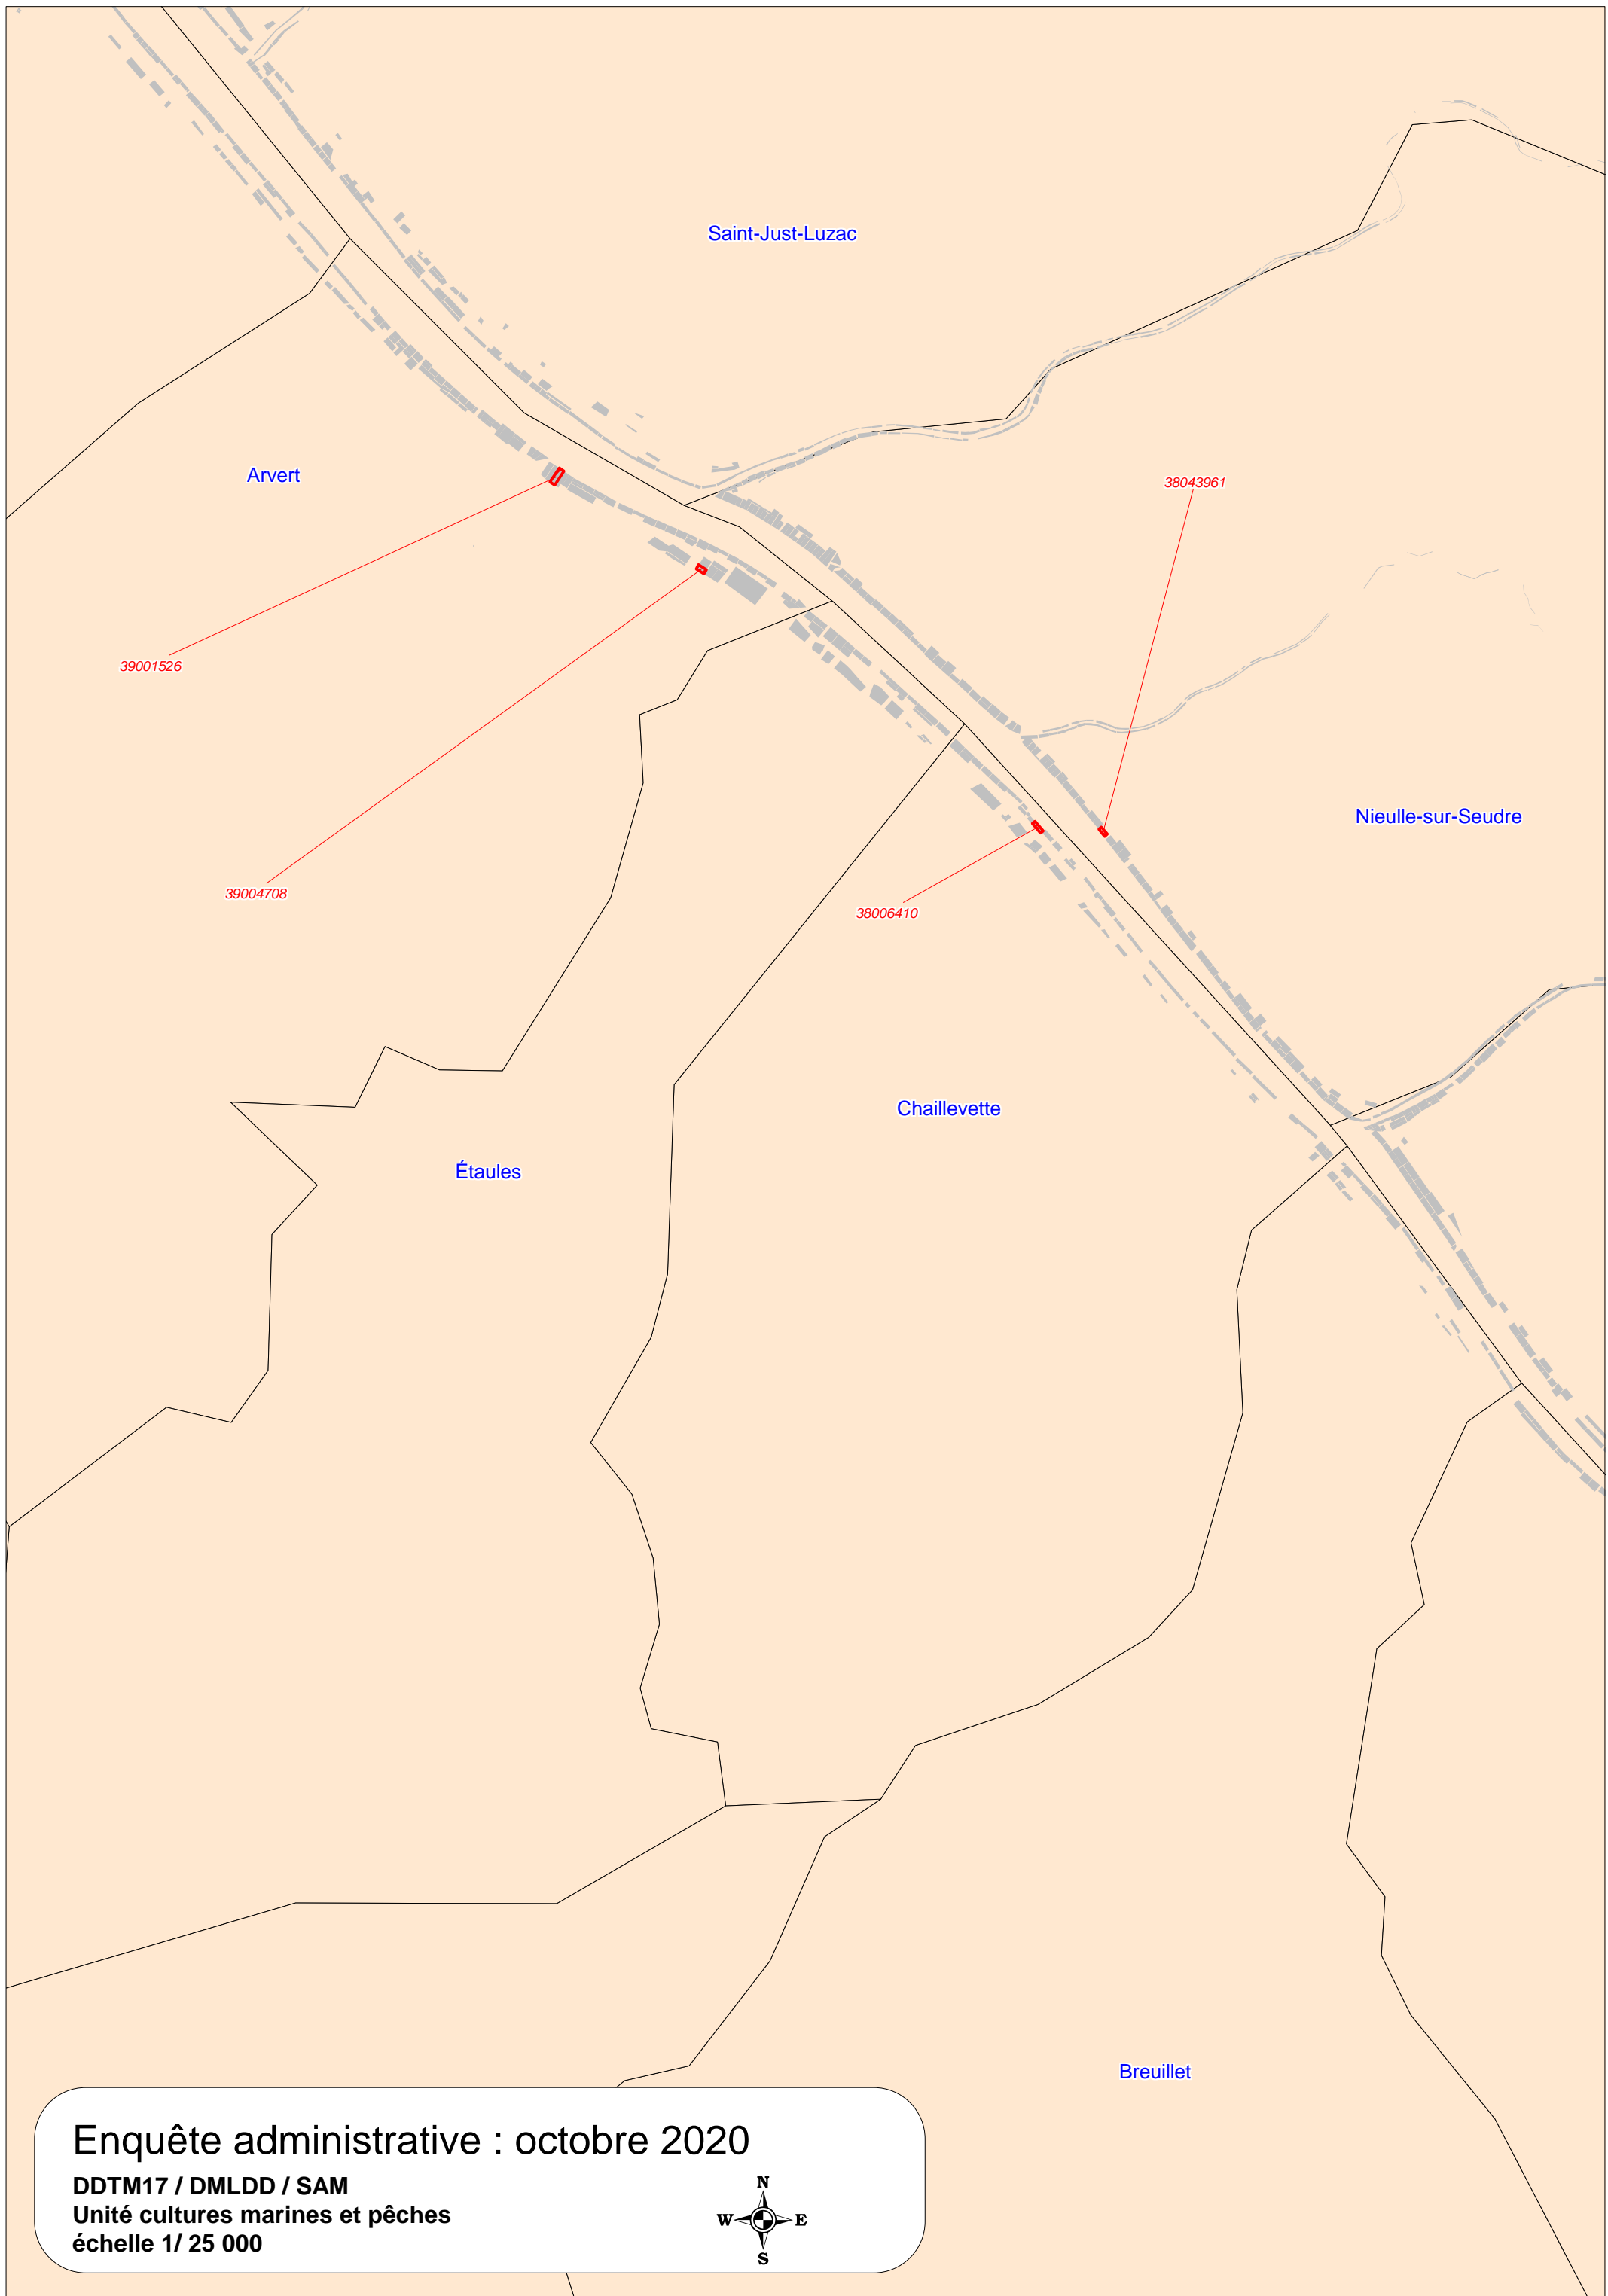 Saint-Just-Luzac
Arvert
38043961
39001526
Nieulle-sur-Seudre
39004708
38006410
Chaillevette
Étaules
Breuillet
Enquête administrative : octobre 2020
DDTM17 / DMLDD / SAM
Unité cultures marines et pêches
échelle 1/ 25 000
N
W E
S